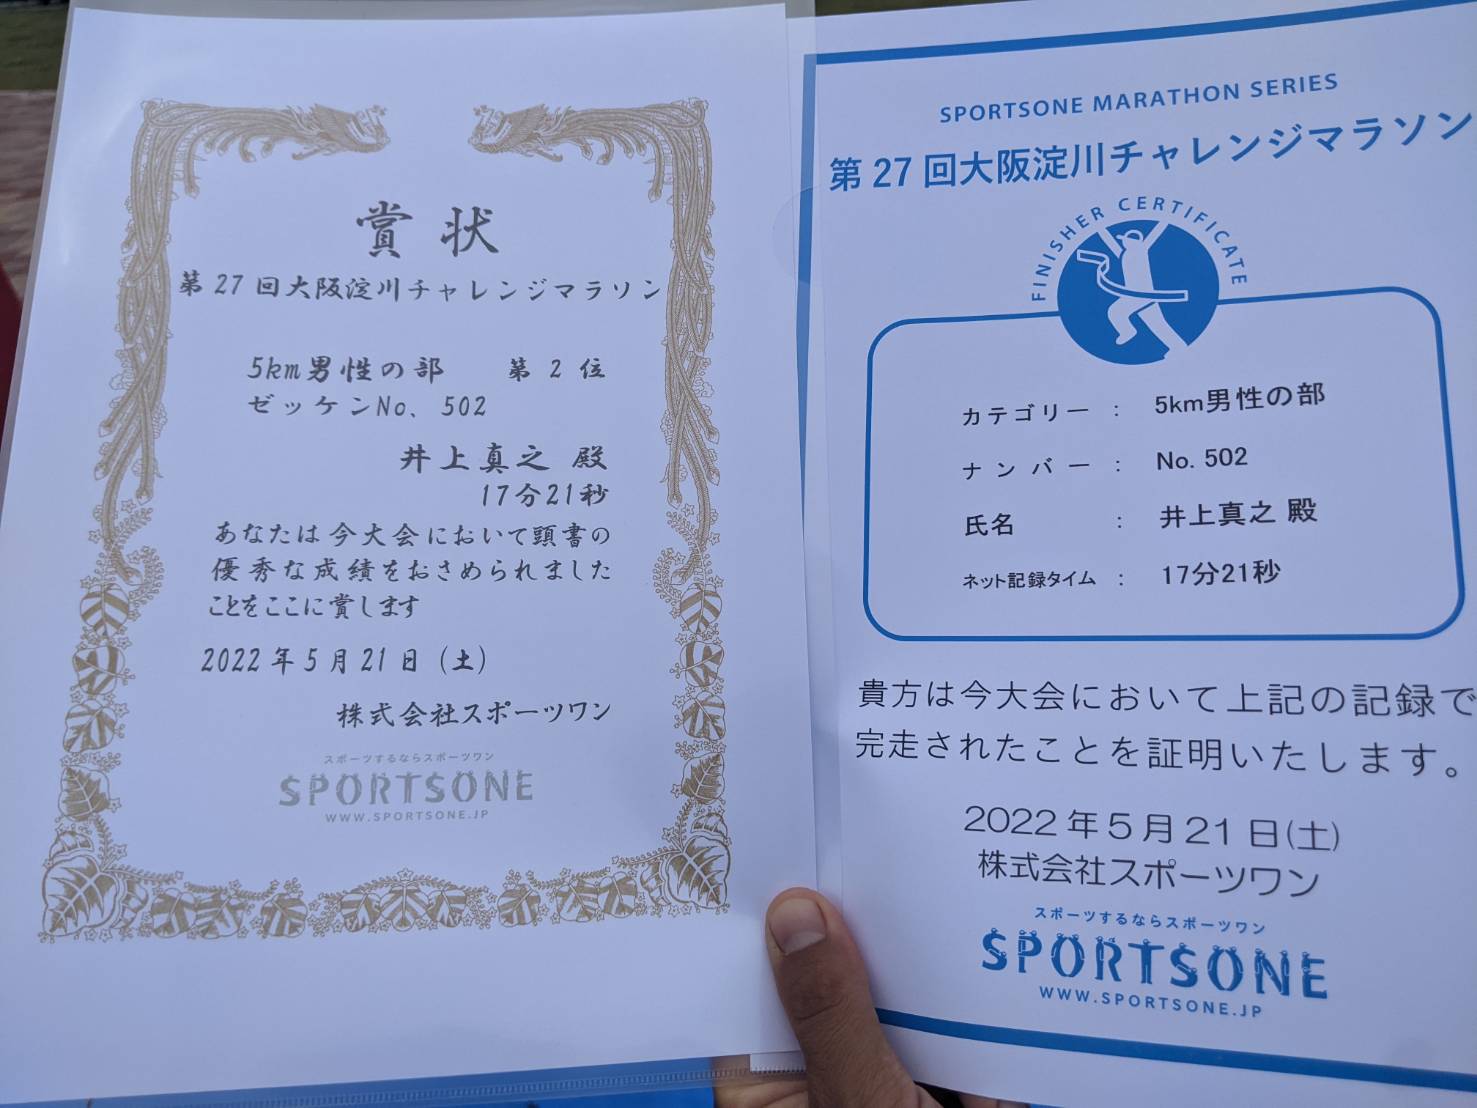 賞状
第27回大阪淀川チャレンジマラソン
5km男性の部 第2位
ゼッケンNo. 502
井上真之 殿
17分21秒
あなたは今大会において頭書の
優秀な成績をおさめられました
ことをここに賞します
2022年5月21日(土)
株式会社スポーツワン
スポーツするならスポーツワン
SPORTSONE
WWW.SPORTSONE.JP
SPORTSONE MARATHON SERIES
第27回大阪淀川チャレンジマラソン
FINISHER CERTIFICATE
カテゴリー : 5km男性の部
ナンバー : No. 502
氏名 : 井上真之 殿
ネット記録タイム : 17分21秒
貴方は今大会において上記の記録で
完走されたことを証明いたします。
2022年5月21日(土)
株式会社スポーツワン
スポーツするならスポーツワン
SPORTSONE
WWW.SPORTSONE.JP